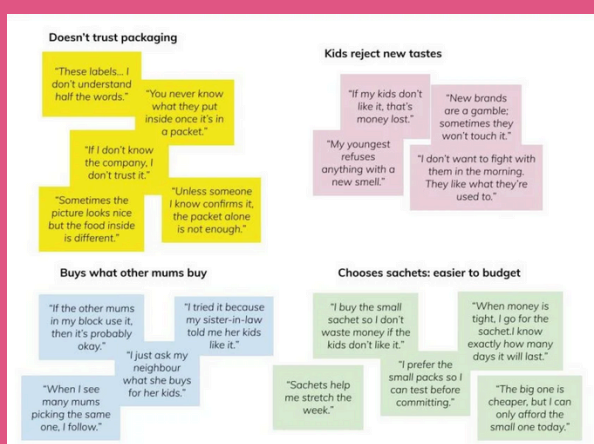 Doesn't trust packaging
"These labels... I
don't understand
half the words."
"You never know
what they put
inside once it's in
a packet."
"If I don't know
the company, I
don't trust it."
"Sometimes the
picture looks nice
but the food inside
is different."
"Unless someone
I know confirms it,
the packet alone
is not enough."
Kids reject new tastes
"If my kids don't
like it, that's
money lost."
"New brands
are a gamble;
sometimes they
won't touch it."
"My youngest
refuses
anything with a
new smell."
"I don't want to fight with
them in the morning.
They like what they're
used to."
Buys what other mums buy
"If the other mums
in my block use it,
then it's probably
okay."
"I tried it because
my sister-in-law
told me her kids
like it."
"I just ask my
neighbour
what she buys
for her kids."
"When I see
many mums
picking the same
one, I follow."
Chooses sachets: easier to budget
"I buy the small
sachet so I don't
waste money if the
kids don't like it."
"When money is
tight, I go for the
sachet.I know
exactly how many
days it will last."
"I prefer the
small packs so I
can test before
committing."
"Sachets help
me stretch the
week."
"The big one is
cheaper, but I can
only afford the
small one today."